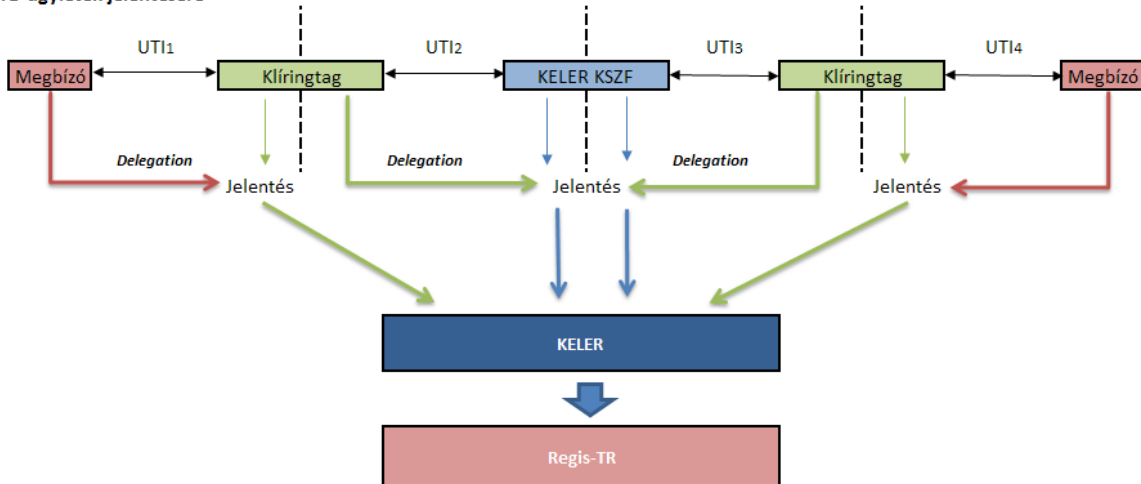 UTI1 UTI2 UTI3 UTI4
Megbízó Klíringtag KELER KSZF Klíringtag Megbízó
Delegation Delegation Delegation
Jelentés Jelentés Jelentés
KELER
Regis-TR